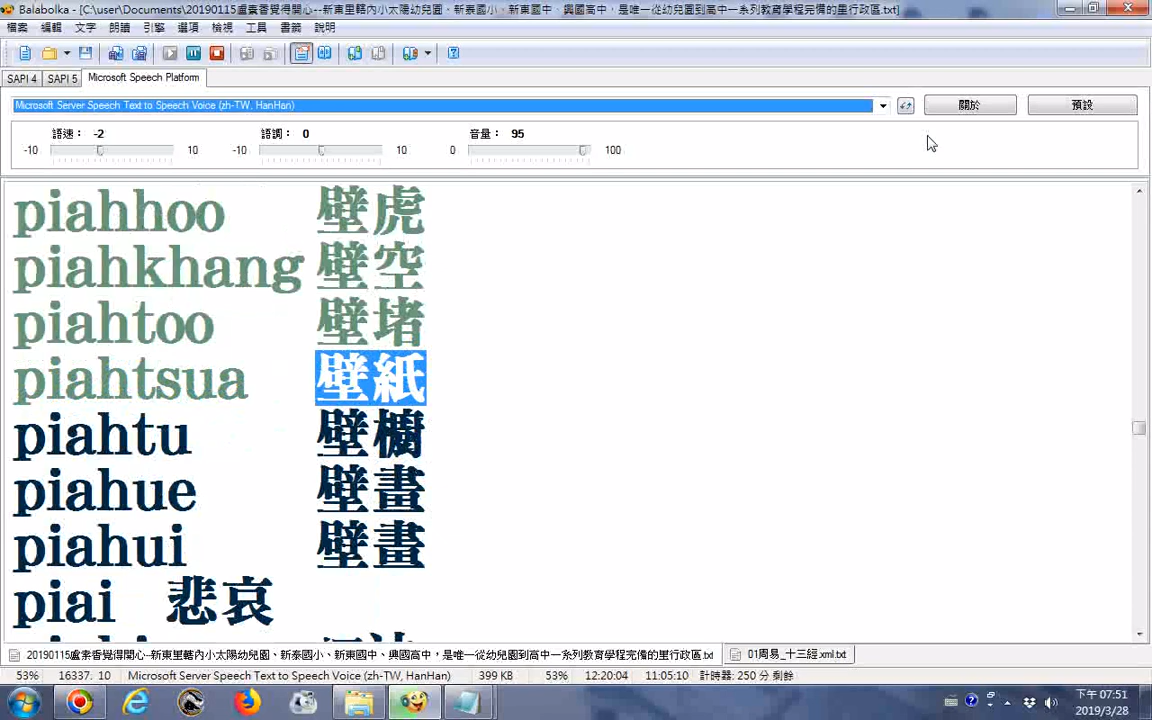 Balabolka - [C:\user\Documents\20190115盧素香覺得開心--新東里轄內小太陽幼兒園、新泰國小、新東國中、興國高中，是唯一從幼兒園到高中一系列教育學程完備的里行政區.txt]
檔案 編輯 文字 朗讀 引擎 選項 檢視 工具 書籤 說明
SAPI 4 SAPI 5 Microsoft Speech Platform
Microsoft Server Speech Text to Speech Voice (zh-TW, HanHan) 關於 預設
語速： -2 語調： 0 音量： 95
-10 10 -10 10 0 100
piahhoo 壁虎
piahkhang 壁空
piahtoo 壁堵
piahtsua 壁紙
piahtu 壁櫥
piahue 壁畫
piahui 壁畫
piai 悲哀
20190115盧素香覺得開心--新東里轄內小太陽幼兒園、新泰國小、新東國中、興國高中，是唯一從幼兒園到高中一系列教育學程完備的里行政區.txt 01周易_十三經.xml.txt
53% 16337. 10 Microsoft Server Speech Text to Speech Voice (zh-TW, HanHan) 399 KB 53% 12:20:04 11:05:10 計時器: 250 分 剩餘
下午 07:51
2019/3/28